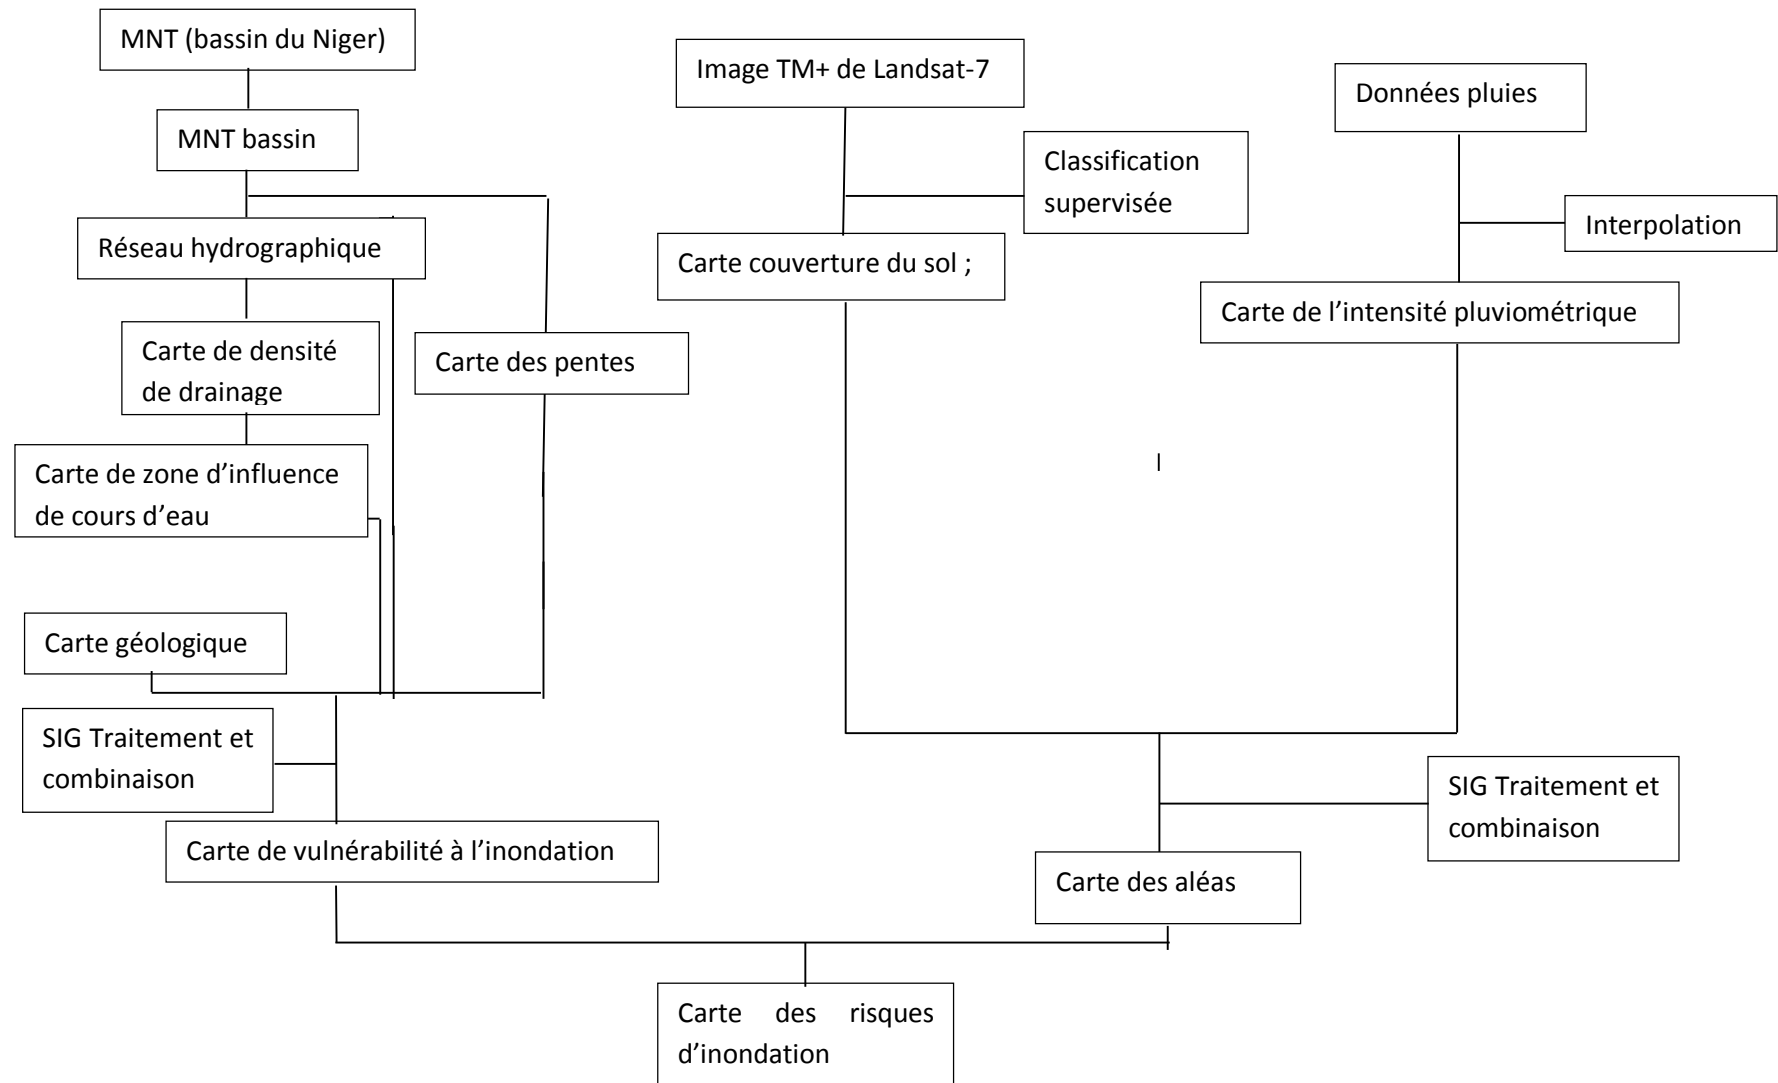 MNT (bassin du Niger)
MNT bassin
Réseau hydrographique
Carte de densité
de drainage
Carte des pentes
Carte de zone d’influence
de cours d’eau
Carte géologique
SIG Traitement et
combinaison
Carte de vulnérabilité à l’inondation
Image TM+ de Landsat-7
Classification
supervisée
Carte couverture du sol ;
Données pluies
Interpolation
Carte de l’intensité pluviométrique
SIG Traitement et
combinaison
Carte des aléas
Carte des risques
d’inondation